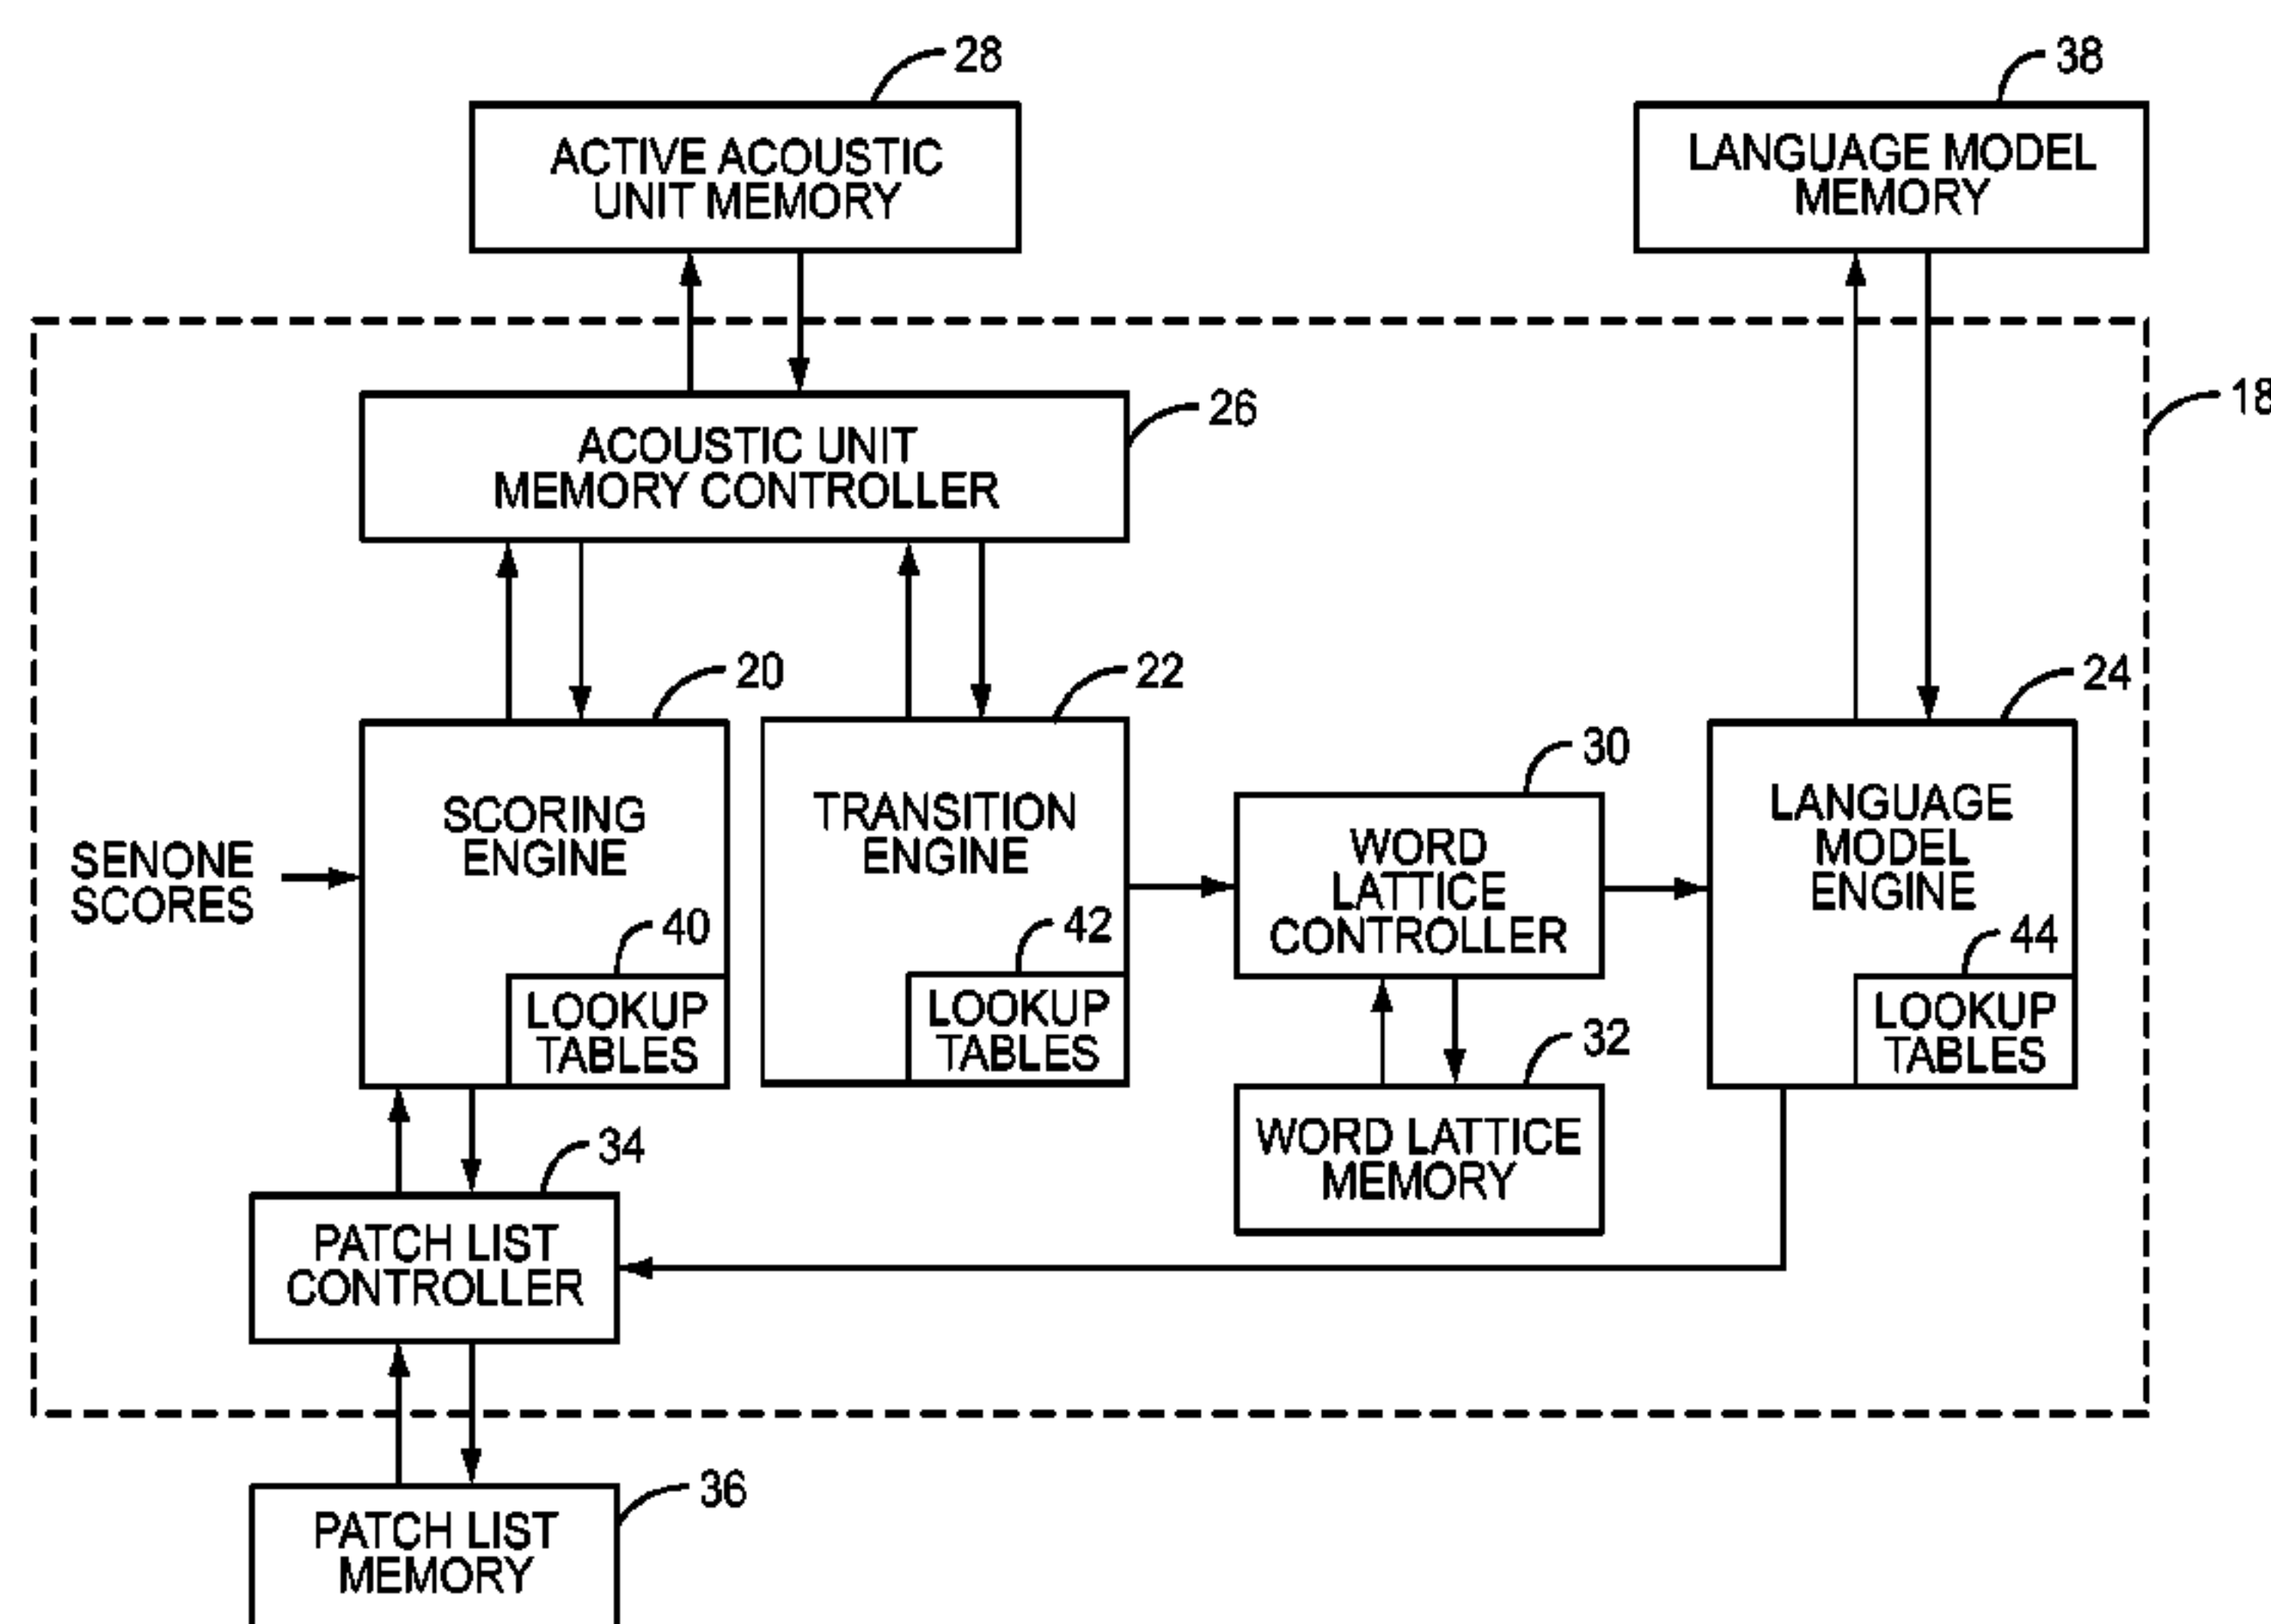 28
38
ACTIVE ACOUSTIC
UNIT MEMORY
LANGUAGE MODEL
MEMORY
18
26
ACOUSTIC UNIT
MEMORY CONTROLLER
20
22
24
30
SCORING
ENGINE
TRANSITION
ENGINE
WORD
LATTICE
CONTROLLER
LANGUAGE
MODEL
ENGINE
SENONE
SCORES
40
42
44
LOOKUP
TABLES
LOOKUP
TABLES
LOOKUP
TABLES
32
WORD LATTICE
MEMORY
34
PATCH LIST
CONTROLLER
36
PATCH LIST
MEMORY